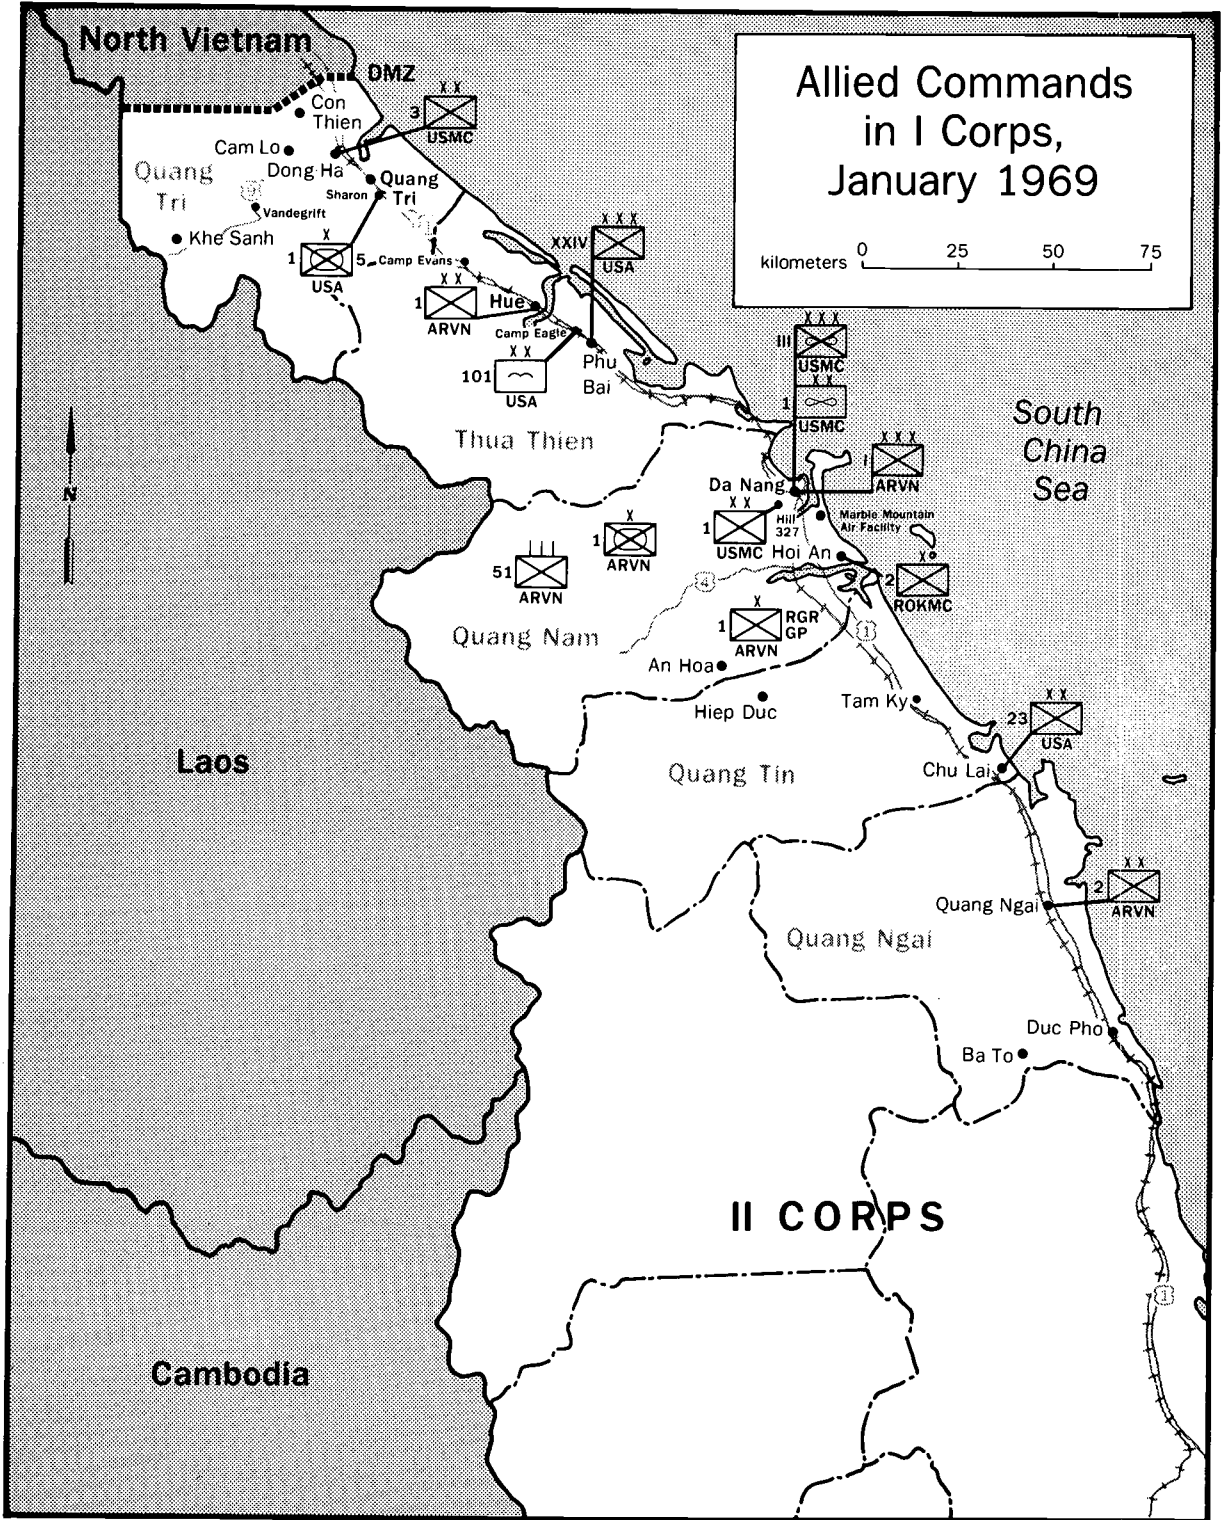 North Vietnam
DMZ
Allied Commands
in I Corps,
January 1969
kilometers 0 25 50 75
Con
Thien
X X
3
USMC
Cam Lo
Dong Ha
Quang
Tri
Quang
Tri
Sharon
9
Vandegrift
1
Khe Sanh
X
1 5
USA
Camp Evans
X X X
XXIV
USA
X X
1
ARVN
Hue
Camp Eagle
X X
101
USA
Phu
Bai
X X X
III
USMC
X X
1
USMC
Thua Thien
South
China
Sea
N
X X X
I
ARVN
Da Nang
Hill
327
Marble Mountain
Air Facility
X X
1
USMC
X
1
ARVN
51
ARVN
Hoi An
X
2
ROKMC
4
X
1 RGR
GP
ARVN
1
Quang Nam
An Hoa
Hiep Duc
Tam Ky
X X
23
USA
Laos
Quang Tin
Chu Lai
X X
2
ARVN
Quang Ngai
Quang Ngai
Duc Pho
Ba To
II CORPS
1
Cambodia